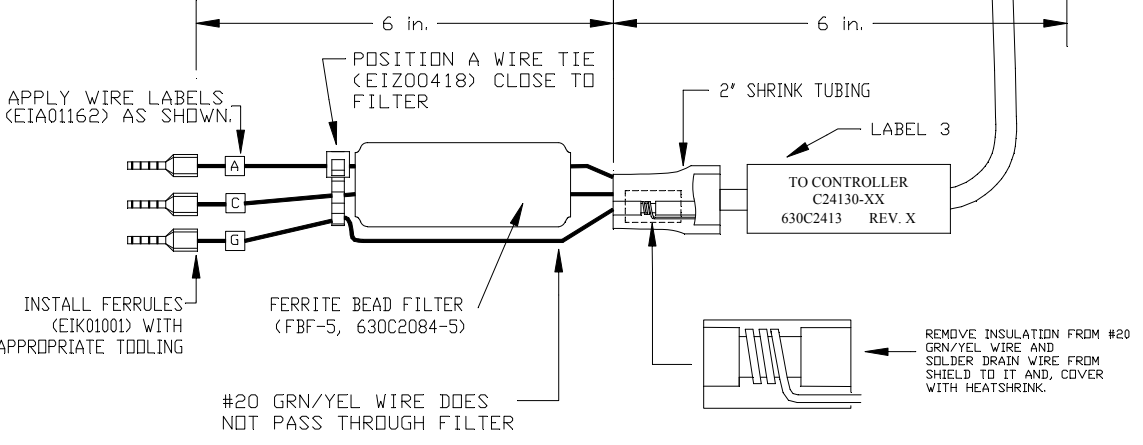 6 in.
6 in.
POSITION A WIRE TIE
(EIZ00418) CLOSE TO
FILTER
APPLY WIRE LABELS
(EIA01162) AS SHOWN.
2" SHRINK TUBING
LABEL 3
A
C
G
TO CONTROLLER
C24130-XX
630C2413 REV. X
INSTALL FERRULES
(EIK01001) WITH
APPROPRIATE TOOLING
FERRITE BEAD FILTER
(FBF-5, 630C2084-5)
REMOVE INSULATION FROM #20
GRN/YEL WIRE AND
SOLDER DRAIN WIRE FROM
SHIELD TO IT AND, COVER
WITH HEATSHRINK.
#20 GRN/YEL WIRE DOES
NOT PASS THROUGH FILTER